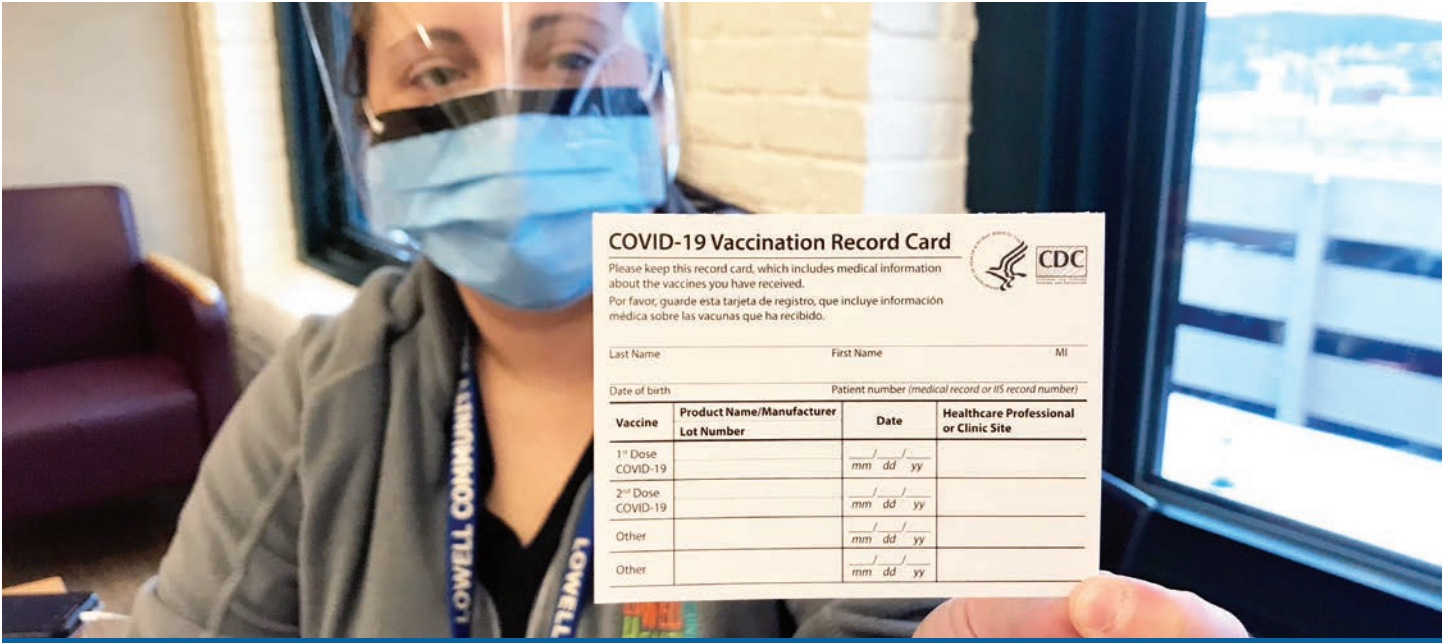 COVID-19 Vaccination Record Card
CDC
Please keep this record card, which includes medical information
about the vaccines you have received.
Por favor, guarde esta tarjeta de registro, que incluye información
médica sobre las vacunas que ha recibido.
Last Name First Name MI
Date of birth Patient number (medical record or IIS record number)
Vaccine Product Name/Manufacturer Date Healthcare Professional
Lot Number or Clinic Site
1st Dose
COVID-19
mm dd yy
2nd Dose
COVID-19
mm dd yy
Other
mm dd yy
Other
mm dd yy
LOWELL COMMUNITY
LOWELL